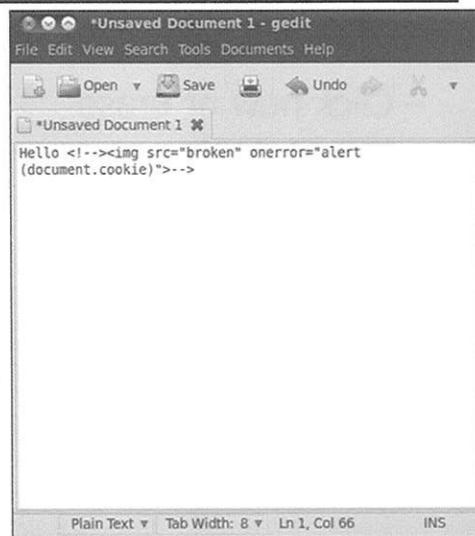 *Unsaved Document 1 - gedit
File Edit View Search Tools Documents Help
Open Save Undo
*Unsaved Document 1
Hello <!--><img src="broken" onerror="alert
(document.cookie)">-->
Plain Text Tab Width: 8 Ln 1, Col 66 INS